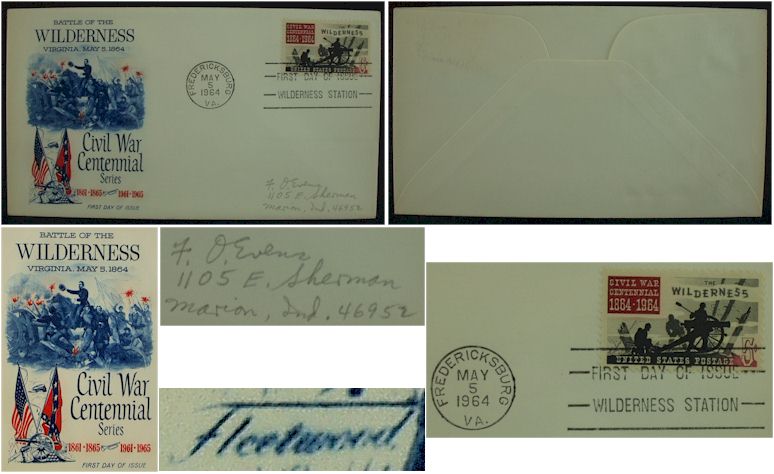 BATTLE OF THE
WILDERNESS
VIRGINIA, MAY 5, 1864
Civil War
Centennial
Series
1861-1865 1961-1965
FIRST DAY OF ISSUE
FREDERICKSBURG
MAY
5
1964
VA.
CIVIL WAR
CENTENNIAL
1864-1964
THE
WILDERNESS
5¢
UNITED STATES POSTAGE
FIRST DAY OF ISSUE
WILDERNESS STATION
F. O. Evens
1105 E. Sherman
Marion, Ind. 46952
BATTLE OF THE
WILDERNESS
VIRGINIA, MAY 5, 1864
Civil War
Centennial
Series
1861-1865 1961-1965
FIRST DAY OF ISSUE
F. O. Evens
1105 E. Sherman
Marion, Ind. 46952
Fleetwood
FREDERICKSBURG
MAY
5
1964
VA.
CIVIL WAR
CENTENNIAL
1864-1964
THE
WILDERNESS
5¢
UNITED STATES POSTAGE
FIRST DAY OF ISSUE
WILDERNESS STATION